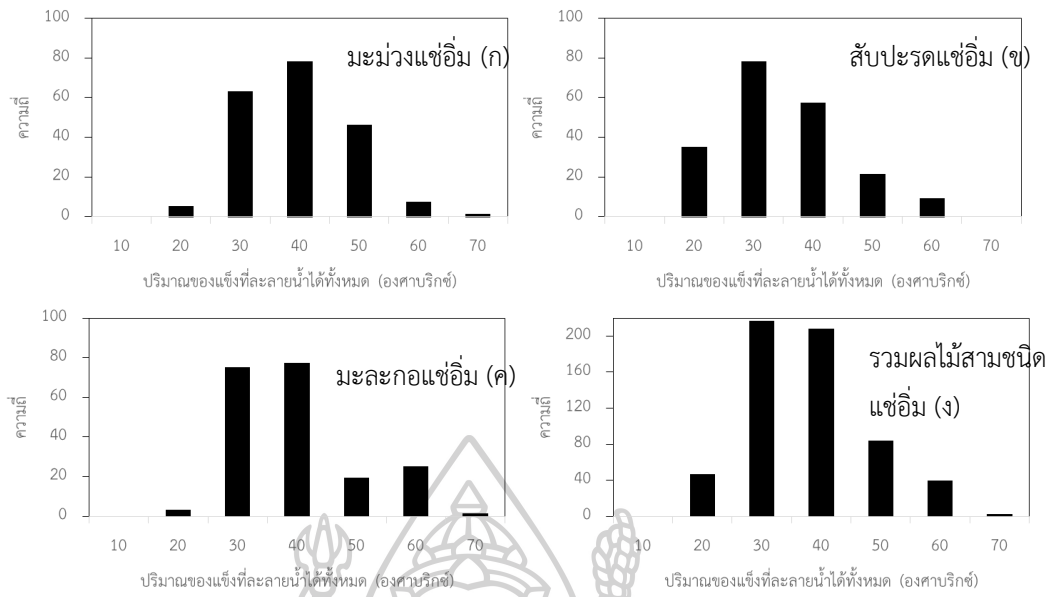 100
80
60
40
20
0
มะม่วงแช่อิ่ม (ก)
ความถี่
10 20 30 40 50 60 70
ปริมาณของแข็งที่ละลายน้ำได้ทั้งหมด (องศาบริกซ์)
100
80
60
40
20
0
สับปะรดแช่อิ่ม (ข)
ความถี่
10 20 30 40 50 60 70
ปริมาณของแข็งที่ละลายน้ำได้ทั้งหมด (องศาบริกซ์)
100
80
60
40
20
0
มะละกอแช่อิ่ม (ค)
ความถี่
10 20 30 40 50 60 70
ปริมาณของแข็งที่ละลายน้ำได้ทั้งหมด (องศาบริกซ์)
200
160
120
80
40
0
รวมผลไม้สามชนิด
แช่อิ่ม (ง)
ความถี่
10 20 30 40 50 60 70
ปริมาณของแข็งที่ละลายน้ำได้ทั้งหมด (องศาบริกซ์)